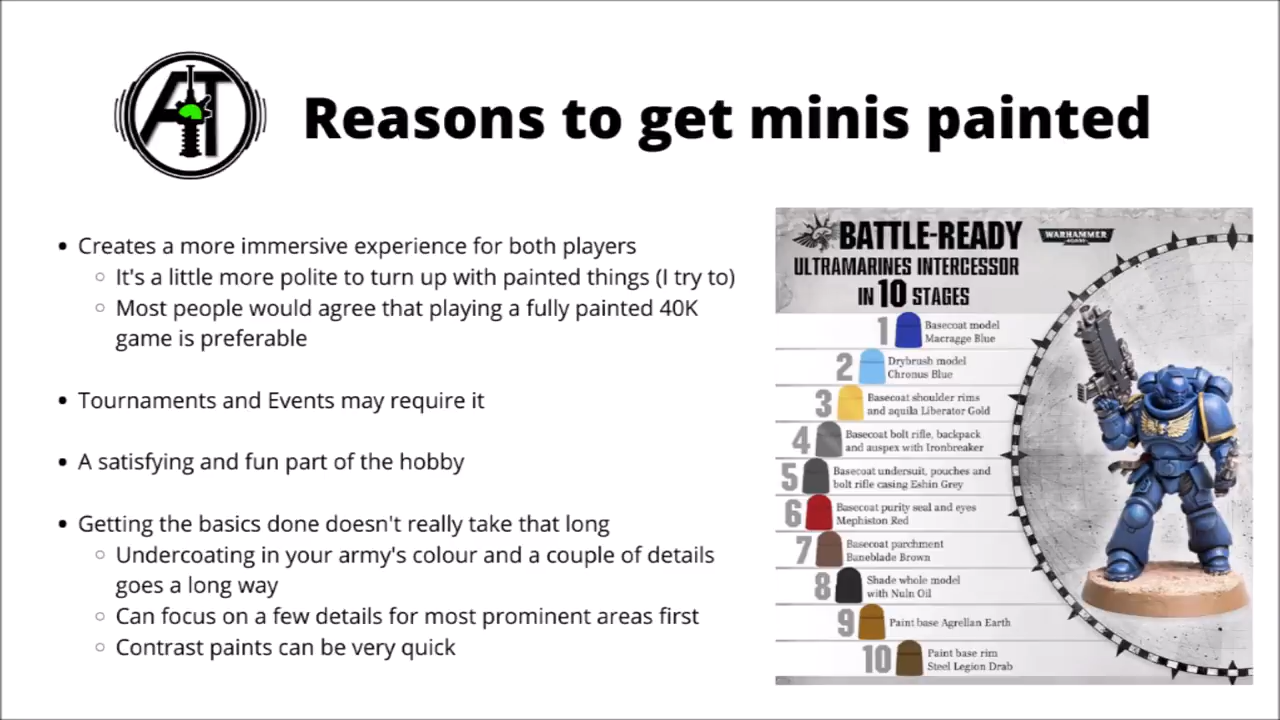 AT
Reasons to get minis painted
• Creates a more immersive experience for both players
○ It's a little more polite to turn up with painted things (I try to)
○ Most people would agree that playing a fully painted 40K
game is preferable
• Tournaments and Events may require it
• A satisfying and fun part of the hobby
• Getting the basics done doesn't really take that long
○ Undercoating in your army's colour and a couple of details
goes a long way
○ Can focus on a few details for most prominent areas first
○ Contrast paints can be very quick
BATTLE-READY
WARHAMMER
40,000
ULTRAMARINES INTERCESSOR
IN 10 STAGES
1 Basecoat model
Macragge Blue
2 Drybrush model
Chronus Blue
3 Basecoat shoulder rims
and aquila Liberator Gold
4 Basecoat bolt rifle, backpack
and auspex with Ironbreaker
5 Basecoat undersuit, pouches and
bolt rifle casing Eshin Grey
6 Basecoat purity seal and eyes
Mephiston Red
7 Basecoat parchment
Baneblade Brown
8 Shade whole model
with Nuln Oil
9 Paint base Agrellan Earth
10 Paint base rim
Steel Legion Drab